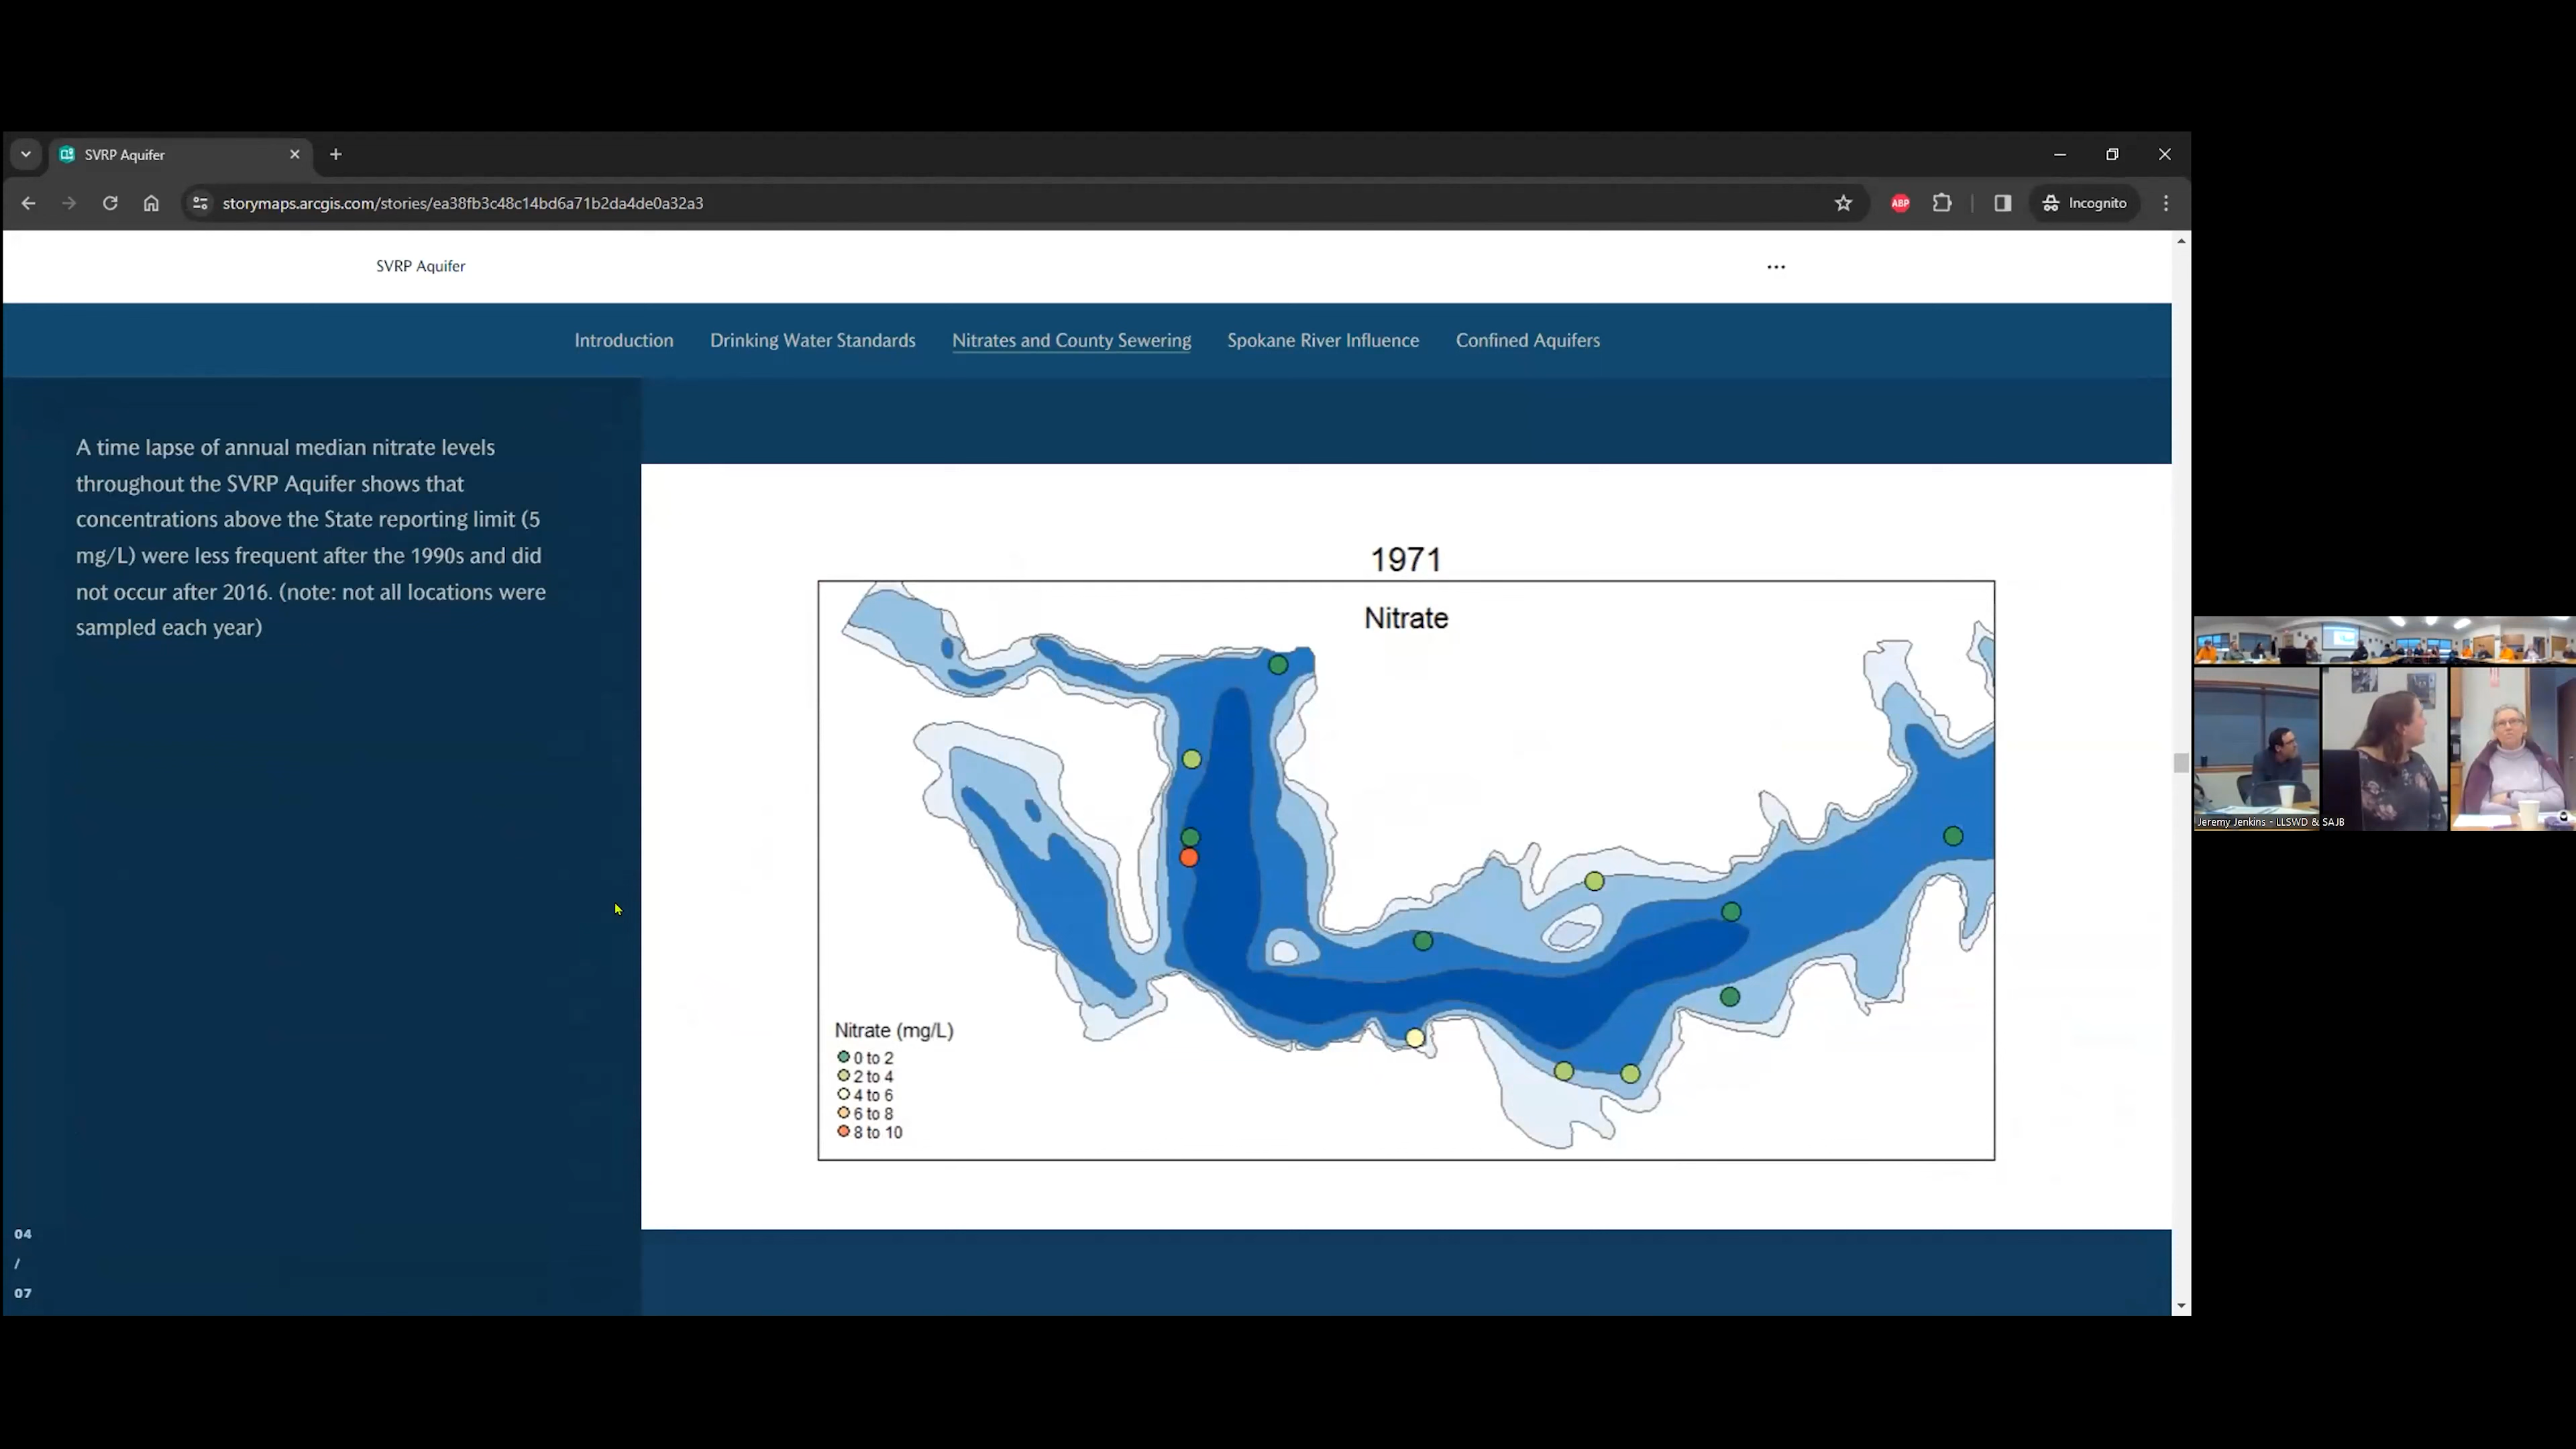 SVRP Aquifer
storymaps.arcgis.com/stories/ea38fb3c48c14bd6a71b2da4de0a32a3
ABP
Incognito
SVRP Aquifer
...
Introduction
Drinking Water Standards
Nitrates and County Sewering
Spokane River Influence
Confined Aquifers
A time lapse of annual median nitrate levels
throughout the SVRP Aquifer shows that
concentrations above the State reporting limit (5
mg/L) were less frequent after the 1990s and did
not occur after 2016. (note: not all locations were
sampled each year)
1971
Nitrate
Nitrate (mg/L)
0 to 2
2 to 4
4 to 6
6 to 8
8 to 10
04
/
07
Jeremy Jenkins - LLSWD & SAJB